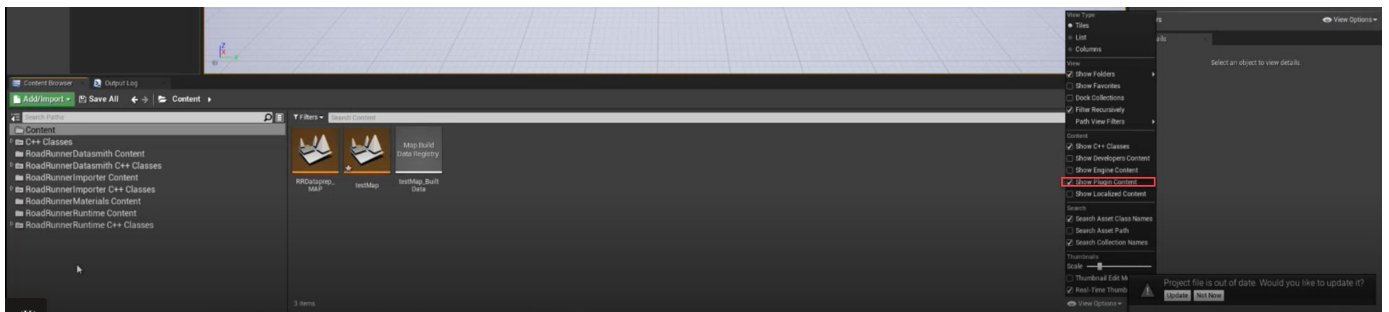 Content Browser
Output Log
Add/Import
Save All
Content
Search Paths
Content
C++ Classes
RoadRunnerDatasmith Content
RoadRunnerDatasmith C++ Classes
RoadRunnerImporter Content
RoadRunnerImporter C++ Classes
RoadRunnerMaterials Content
RoadRunnerRuntime Content
RoadRunnerRuntime C++ Classes
Filters
Search Content
RRDataprep_
MAP
testMap
Map Build
Data Registry
testMap_Built
Data
3 items
View Type
Tiles
List
Columns
View
Show Folders
Show Favorites
Dock Collections
Filter Recursively
Path View Filters
Content
Show C++ Classes
Show Developers Content
Show Engine Content
Show Plugin Content
Show Localized Content
Search
Search Asset Class Names
Search Asset Path
Search Collection Names
Thumbnails
Scale
Thumbnail Edit M
Real-Time Thumb
View Options
View Options
Select an object to view details
Project file is out of date. Would you like to update it?
Update
Not Now